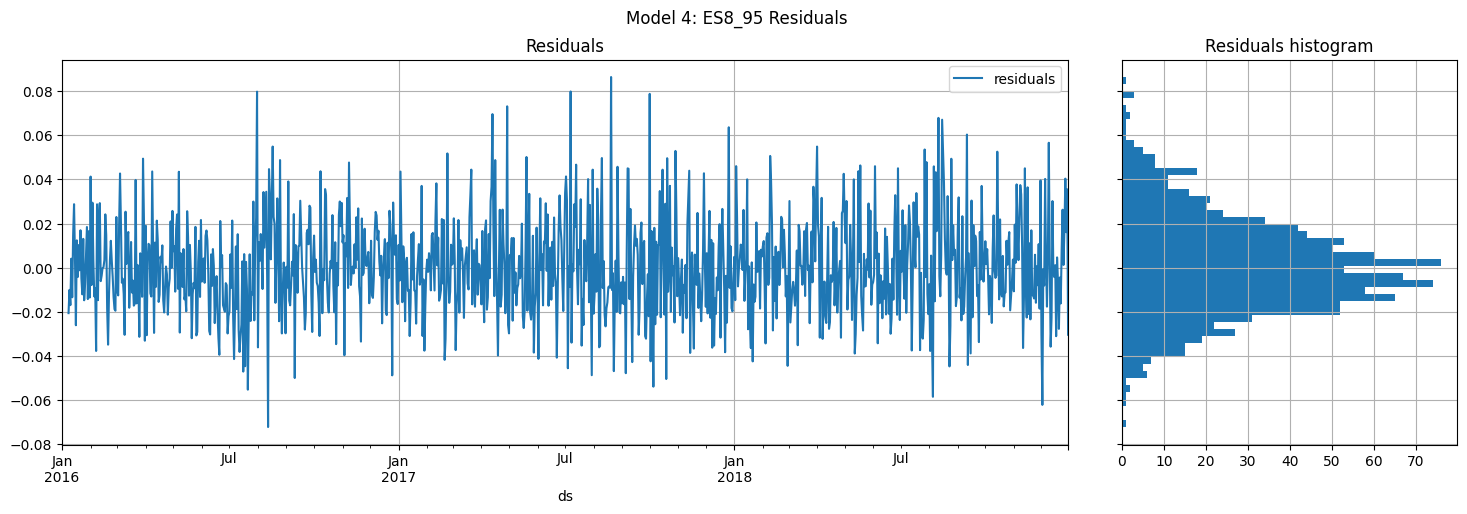 Model 4: ES8_95 Residuals
Residuals
residuals
0.08
0.06
0.04
0.02
0.00
−0.02
−0.04
−0.06
−0.08
Jan
2016
Jul
Jan
2017
Jul
Jan
2018
Jul
ds
Residuals histogram
0 10 20 30 40 50 60 70